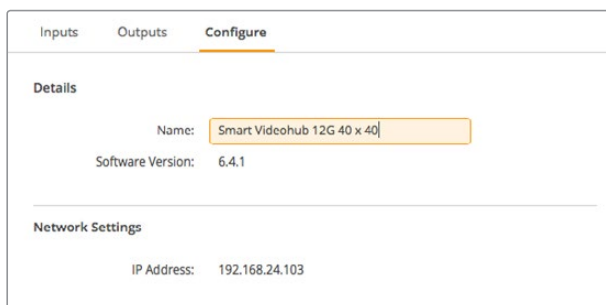 Inputs Outputs Configure
Details
Name: Smart Videohub 12G 40 x 40
Software Version: 6.4.1
Network Settings
IP Address: 192.168.24.103